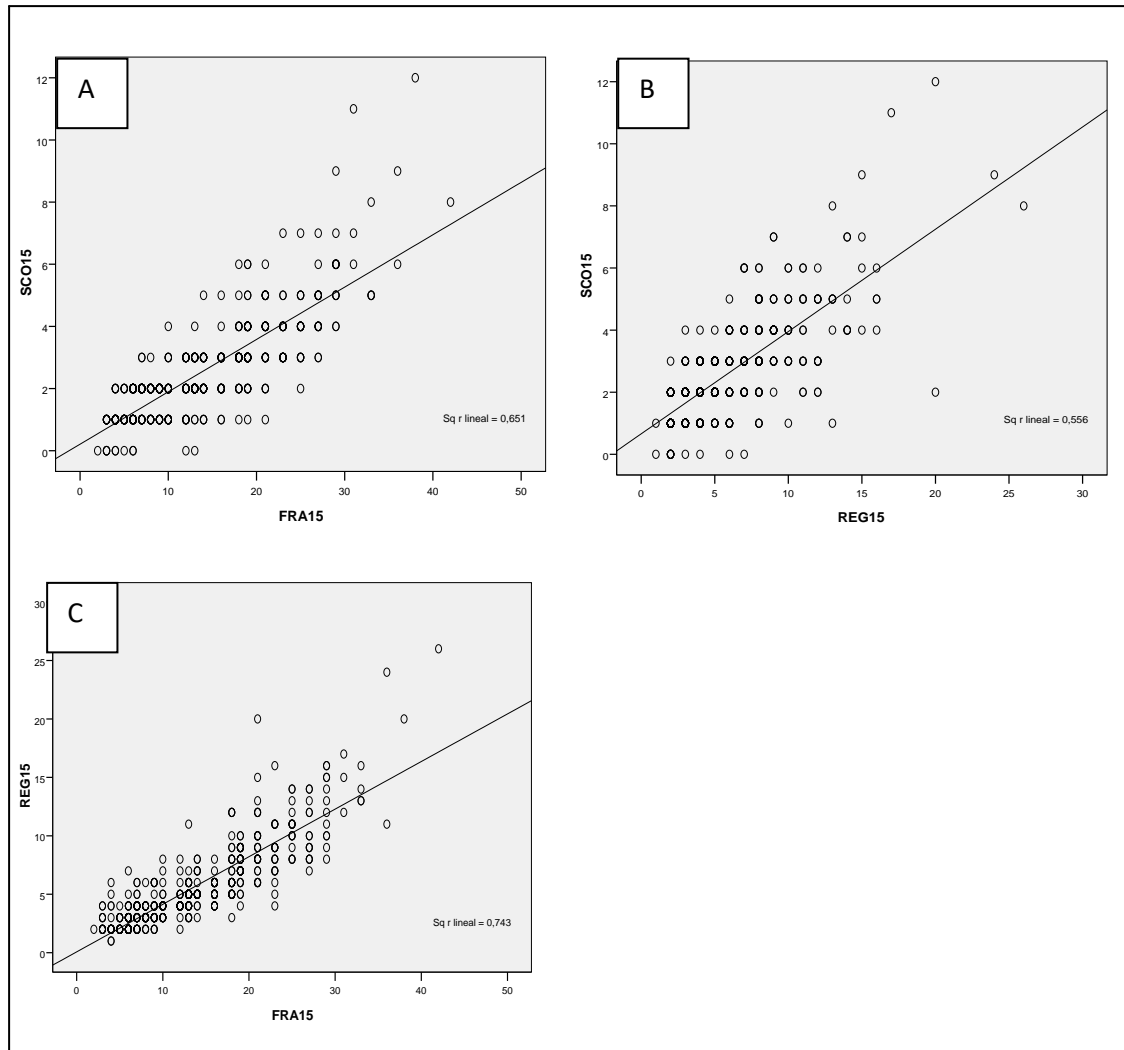 A
12
10
8
6
4
2
0
SCO15
Sq r lineal = 0,651
0 10 20 30 40 50
FRA15
B
12
10
8
6
4
2
0
SCO15
Sq r lineal = 0,556
0 5 10 15 20 25 30
REG15
C
30
25
20
15
10
5
0
REG15
Sq r lineal = 0,743
0 10 20 30 40 50
FRA15